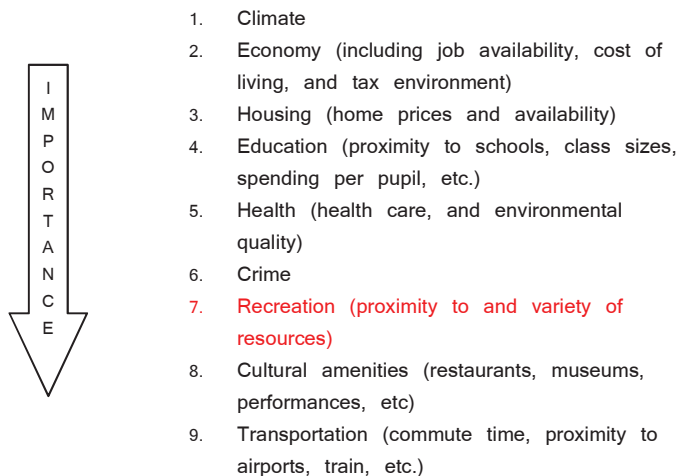 I
M
P
O
R
T
A
N
C
E
1. Climate
2. Economy (including job availability, cost of
living, and tax environment)
3. Housing (home prices and availability)
4. Education (proximity to schools, class sizes,
spending per pupil, etc.)
5. Health (health care, and environmental
quality)
6. Crime
7. Recreation (proximity to and variety of
resources)
8. Cultural amenities (restaurants, museums,
performances, etc)
9. Transportation (commute time, proximity to
airports, train, etc.)